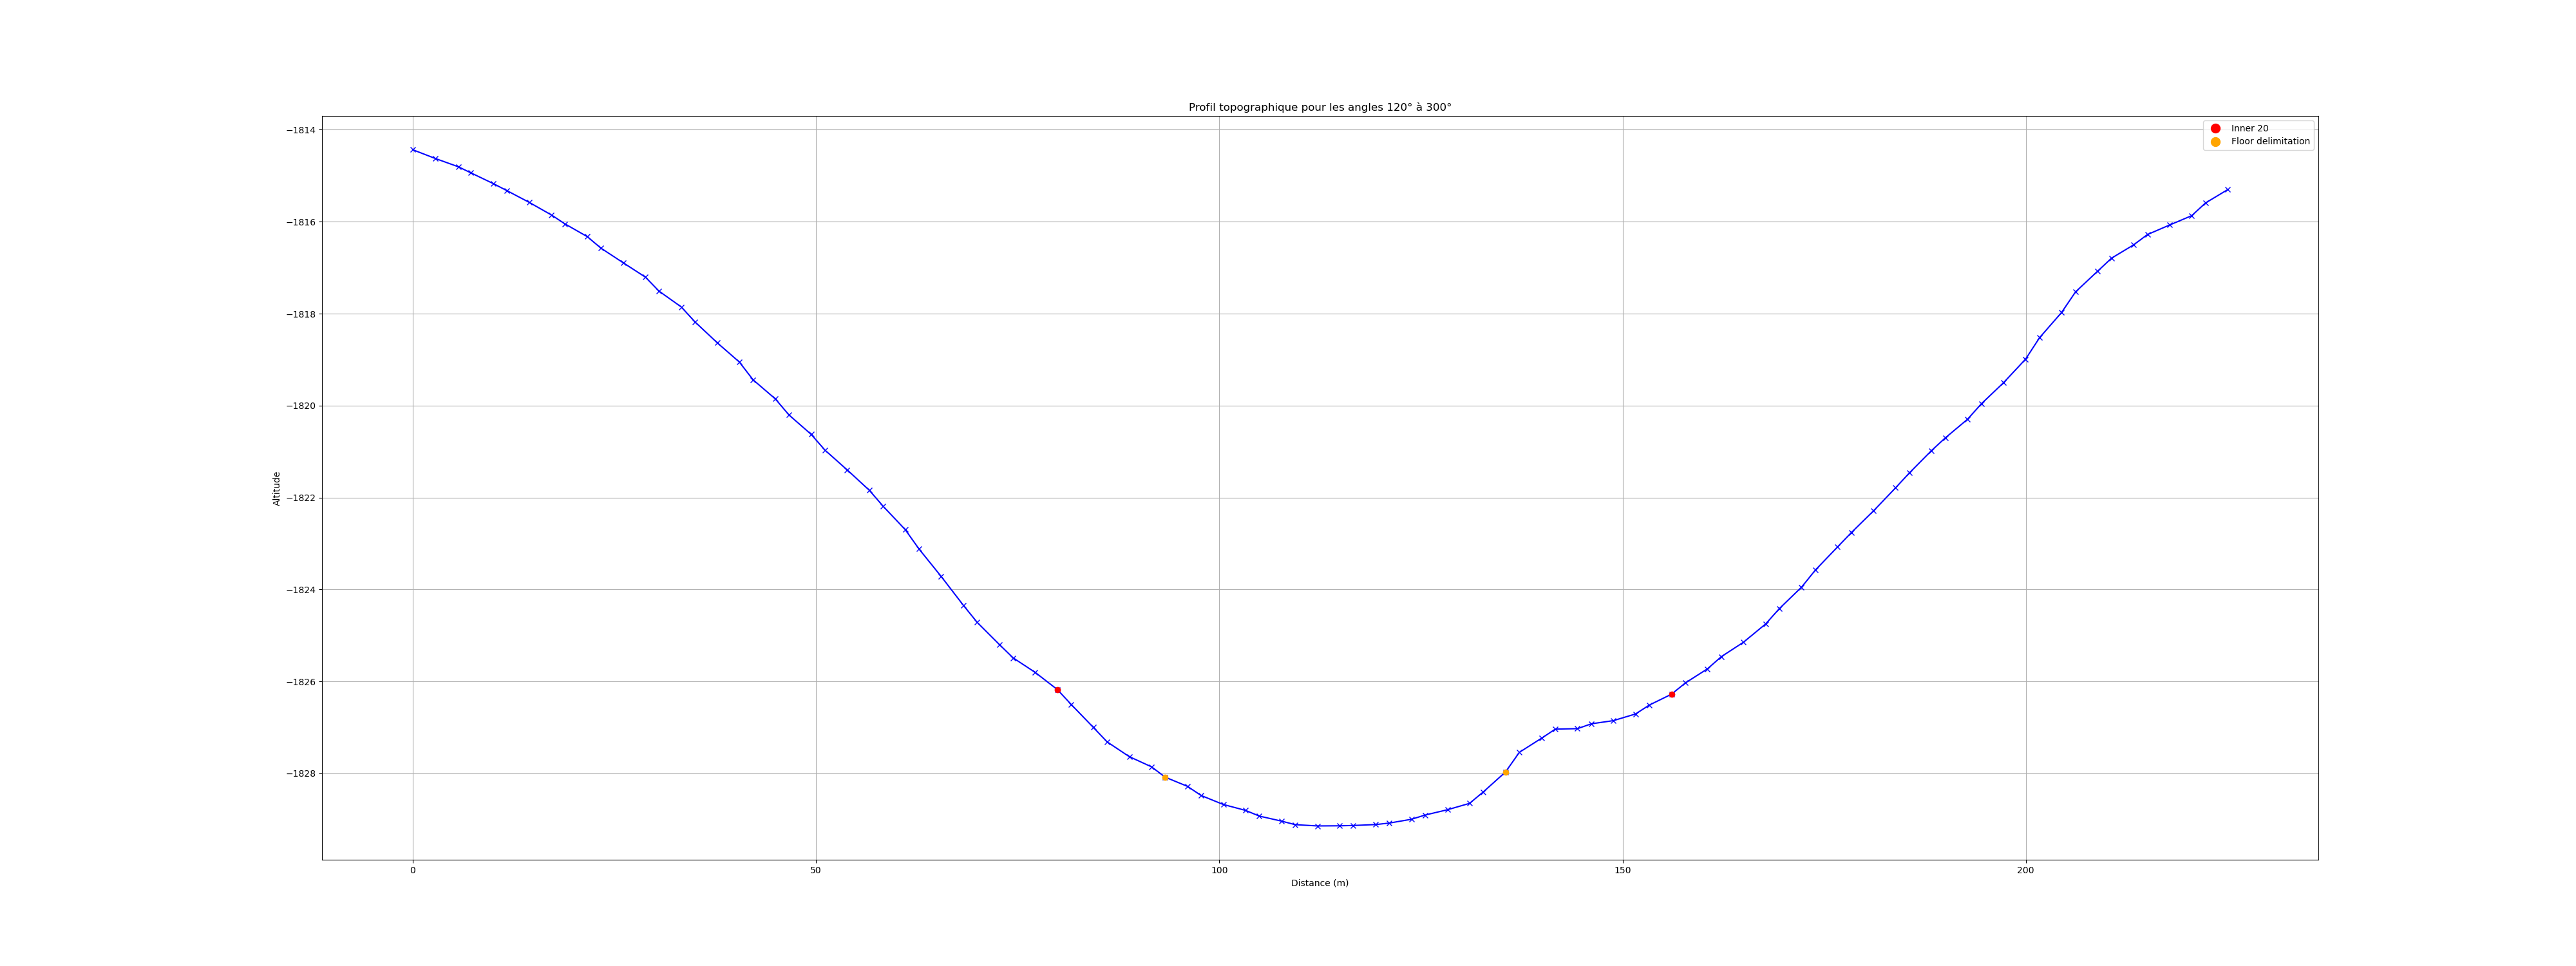 Profil topographique pour les angles 120° à 300°
Inner 20
Floor delimitation
Altitude
−1814
−1816
−1818
−1820
−1822
−1824
−1826
−1828
0
50
100
150
200
Distance (m)